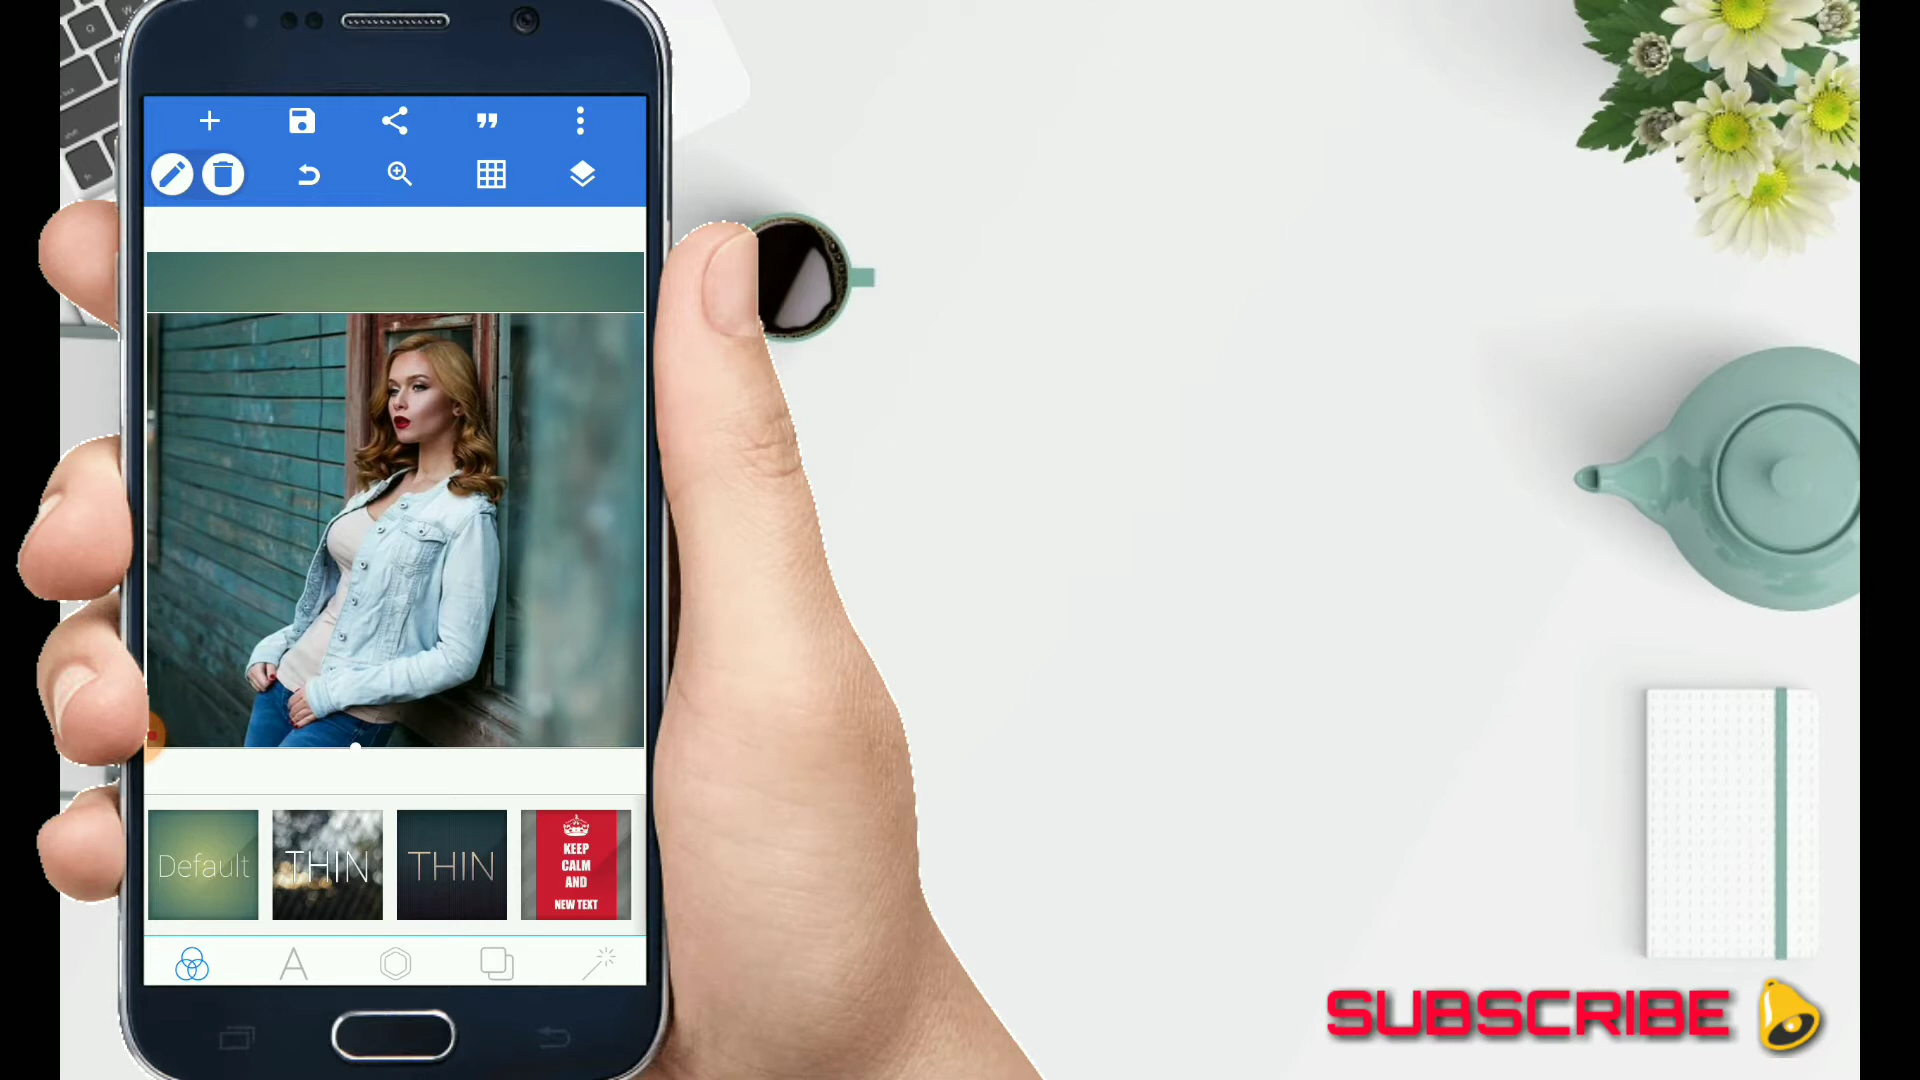 Default
THIN
THIN
KEEP
CALM
AND
NEW TEXT
SUBSCRIBE